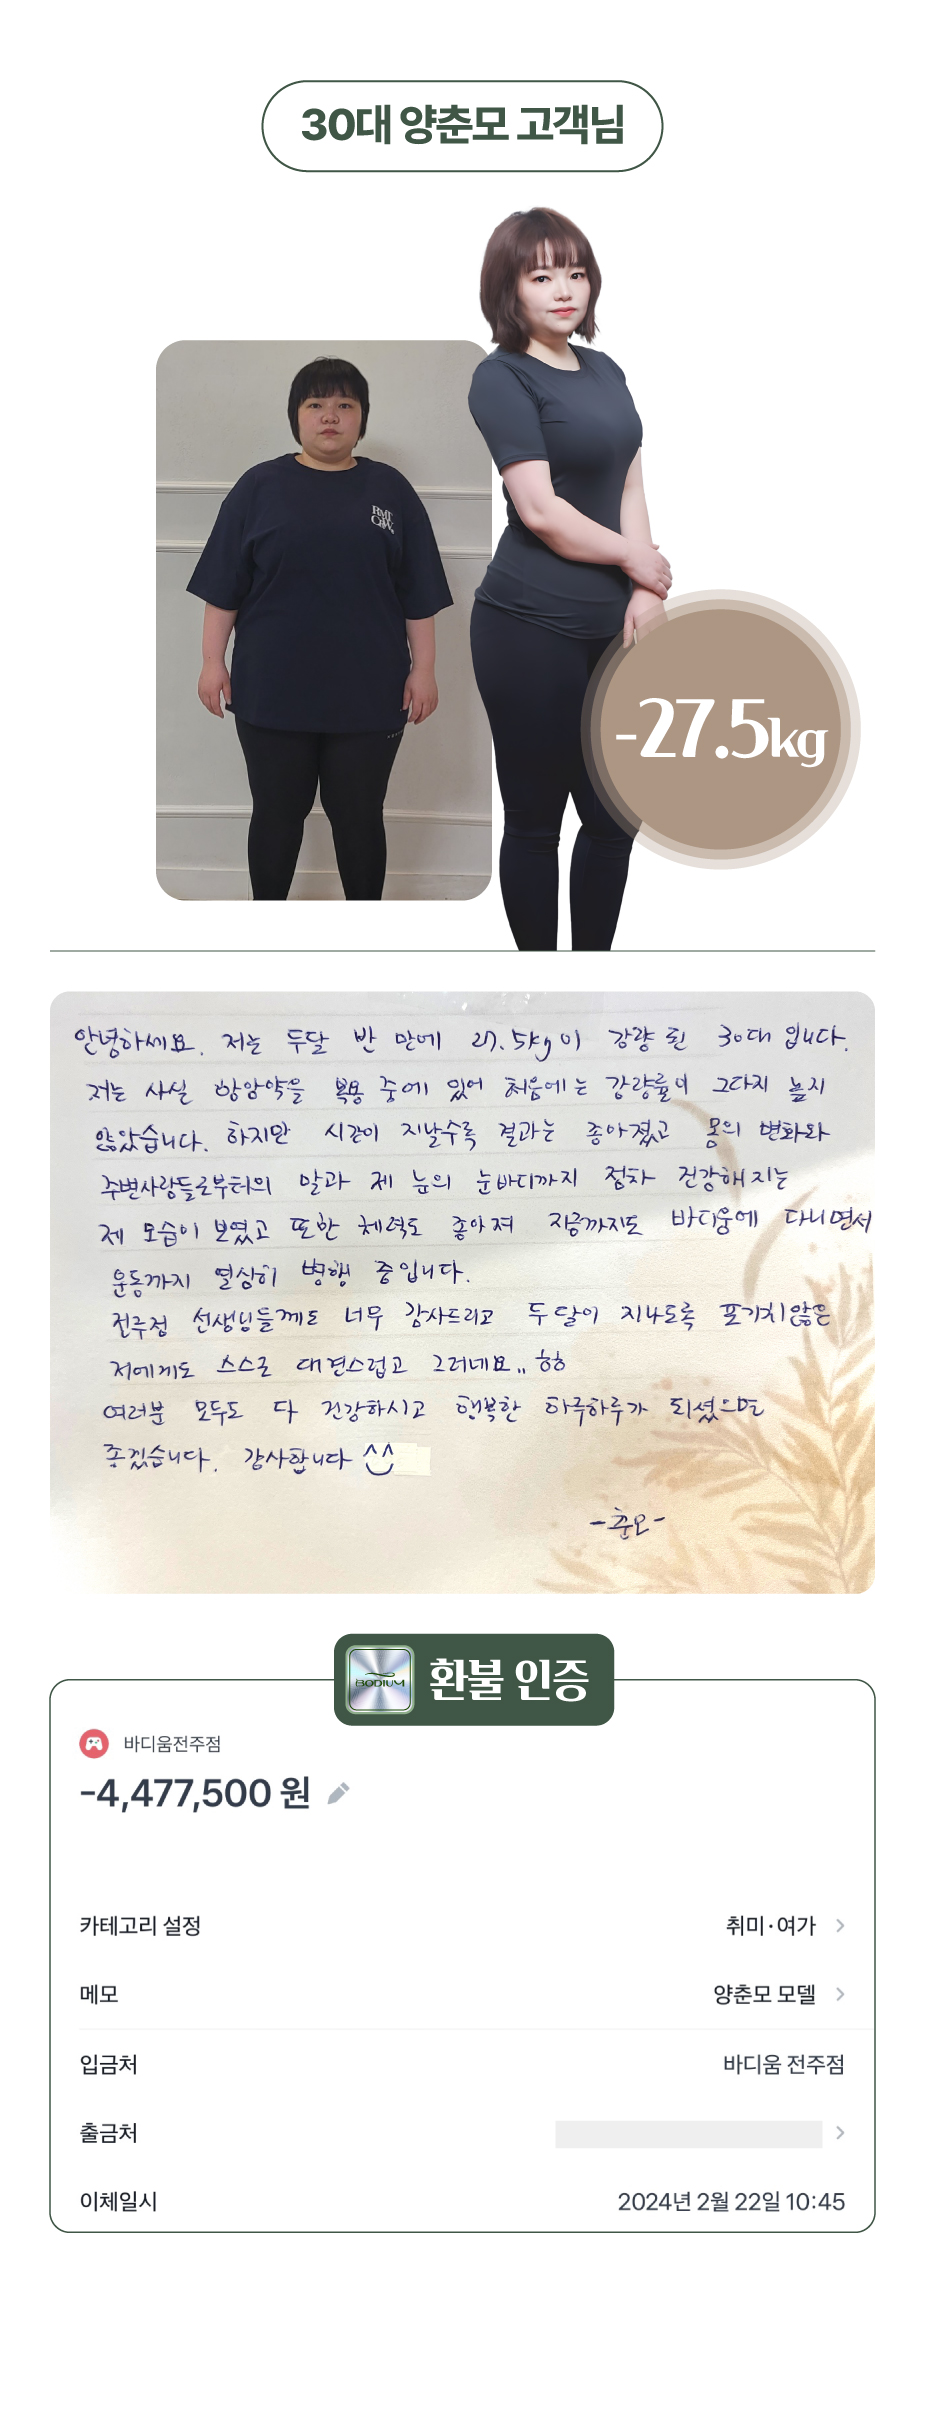 30대 양춘모 고객님
RMT
CREW.
-27.5kg
안녕하세요. 저는 두달 반 만에 27.5kg이 감량 된 30대 입니다.
저는 사실 항암약을 복용 중에 있어 처음에는 감량률이 그다지 높지
않았습니다. 하지만 시간이 지날수록 결과는 좋아졌고 몸의 변화와
주변사람들로부터의 말과 제 눈의 눈바디까지 점차 건강해지는
제 모습이 보였고 또한 체력도 좋아져 지금까지도 바디움에 다니면서
운동까지 열심히 병행 중입니다.
전주점 선생님들께도 너무 감사드리고 두달이 지나도록 포기치않은
저에게도 스스로 대견스럽고 그러네요.. ㅎㅎ
여러분 모두도 다 건강하시고 행복한 하루하루가 되셨으면
좋겠습니다. 감사합니다 ^^
-춘모-
BODIUM 환불 인증
바디움전주점
-4,477,500 원
카테고리 설정 취미·여가
메모 양춘모 모델
입금처 바디움 전주점
출금처
이체일시 2024년 2월 22일 10:45